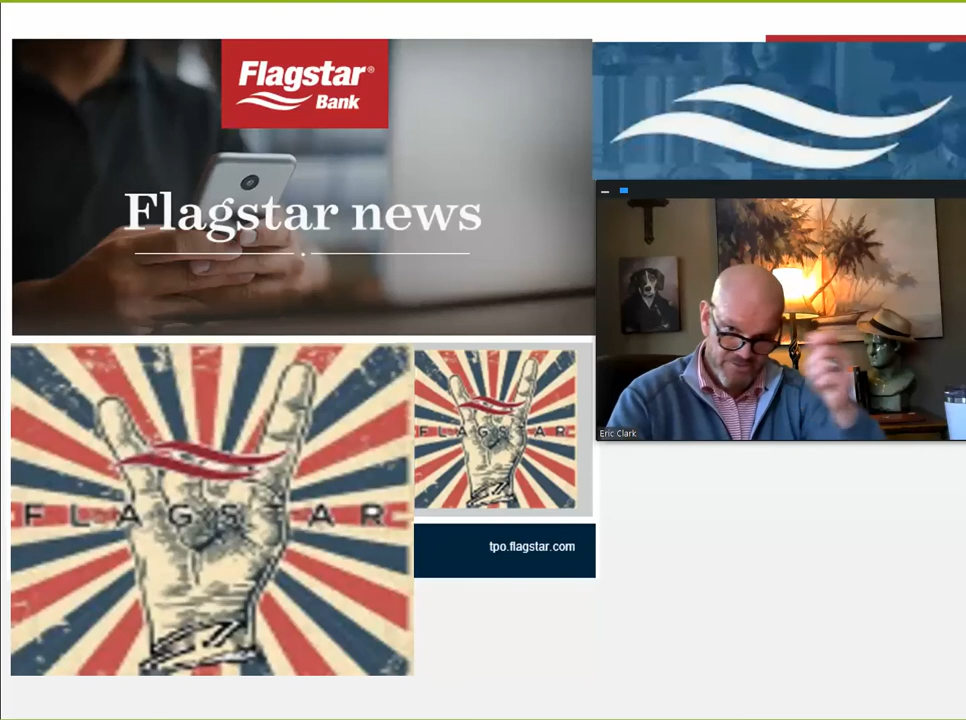 Flagstar®
Bank
Flagstar news
FLAGSTAR
FLAGSTAR
tpo.flagstar.com
Eric Clark